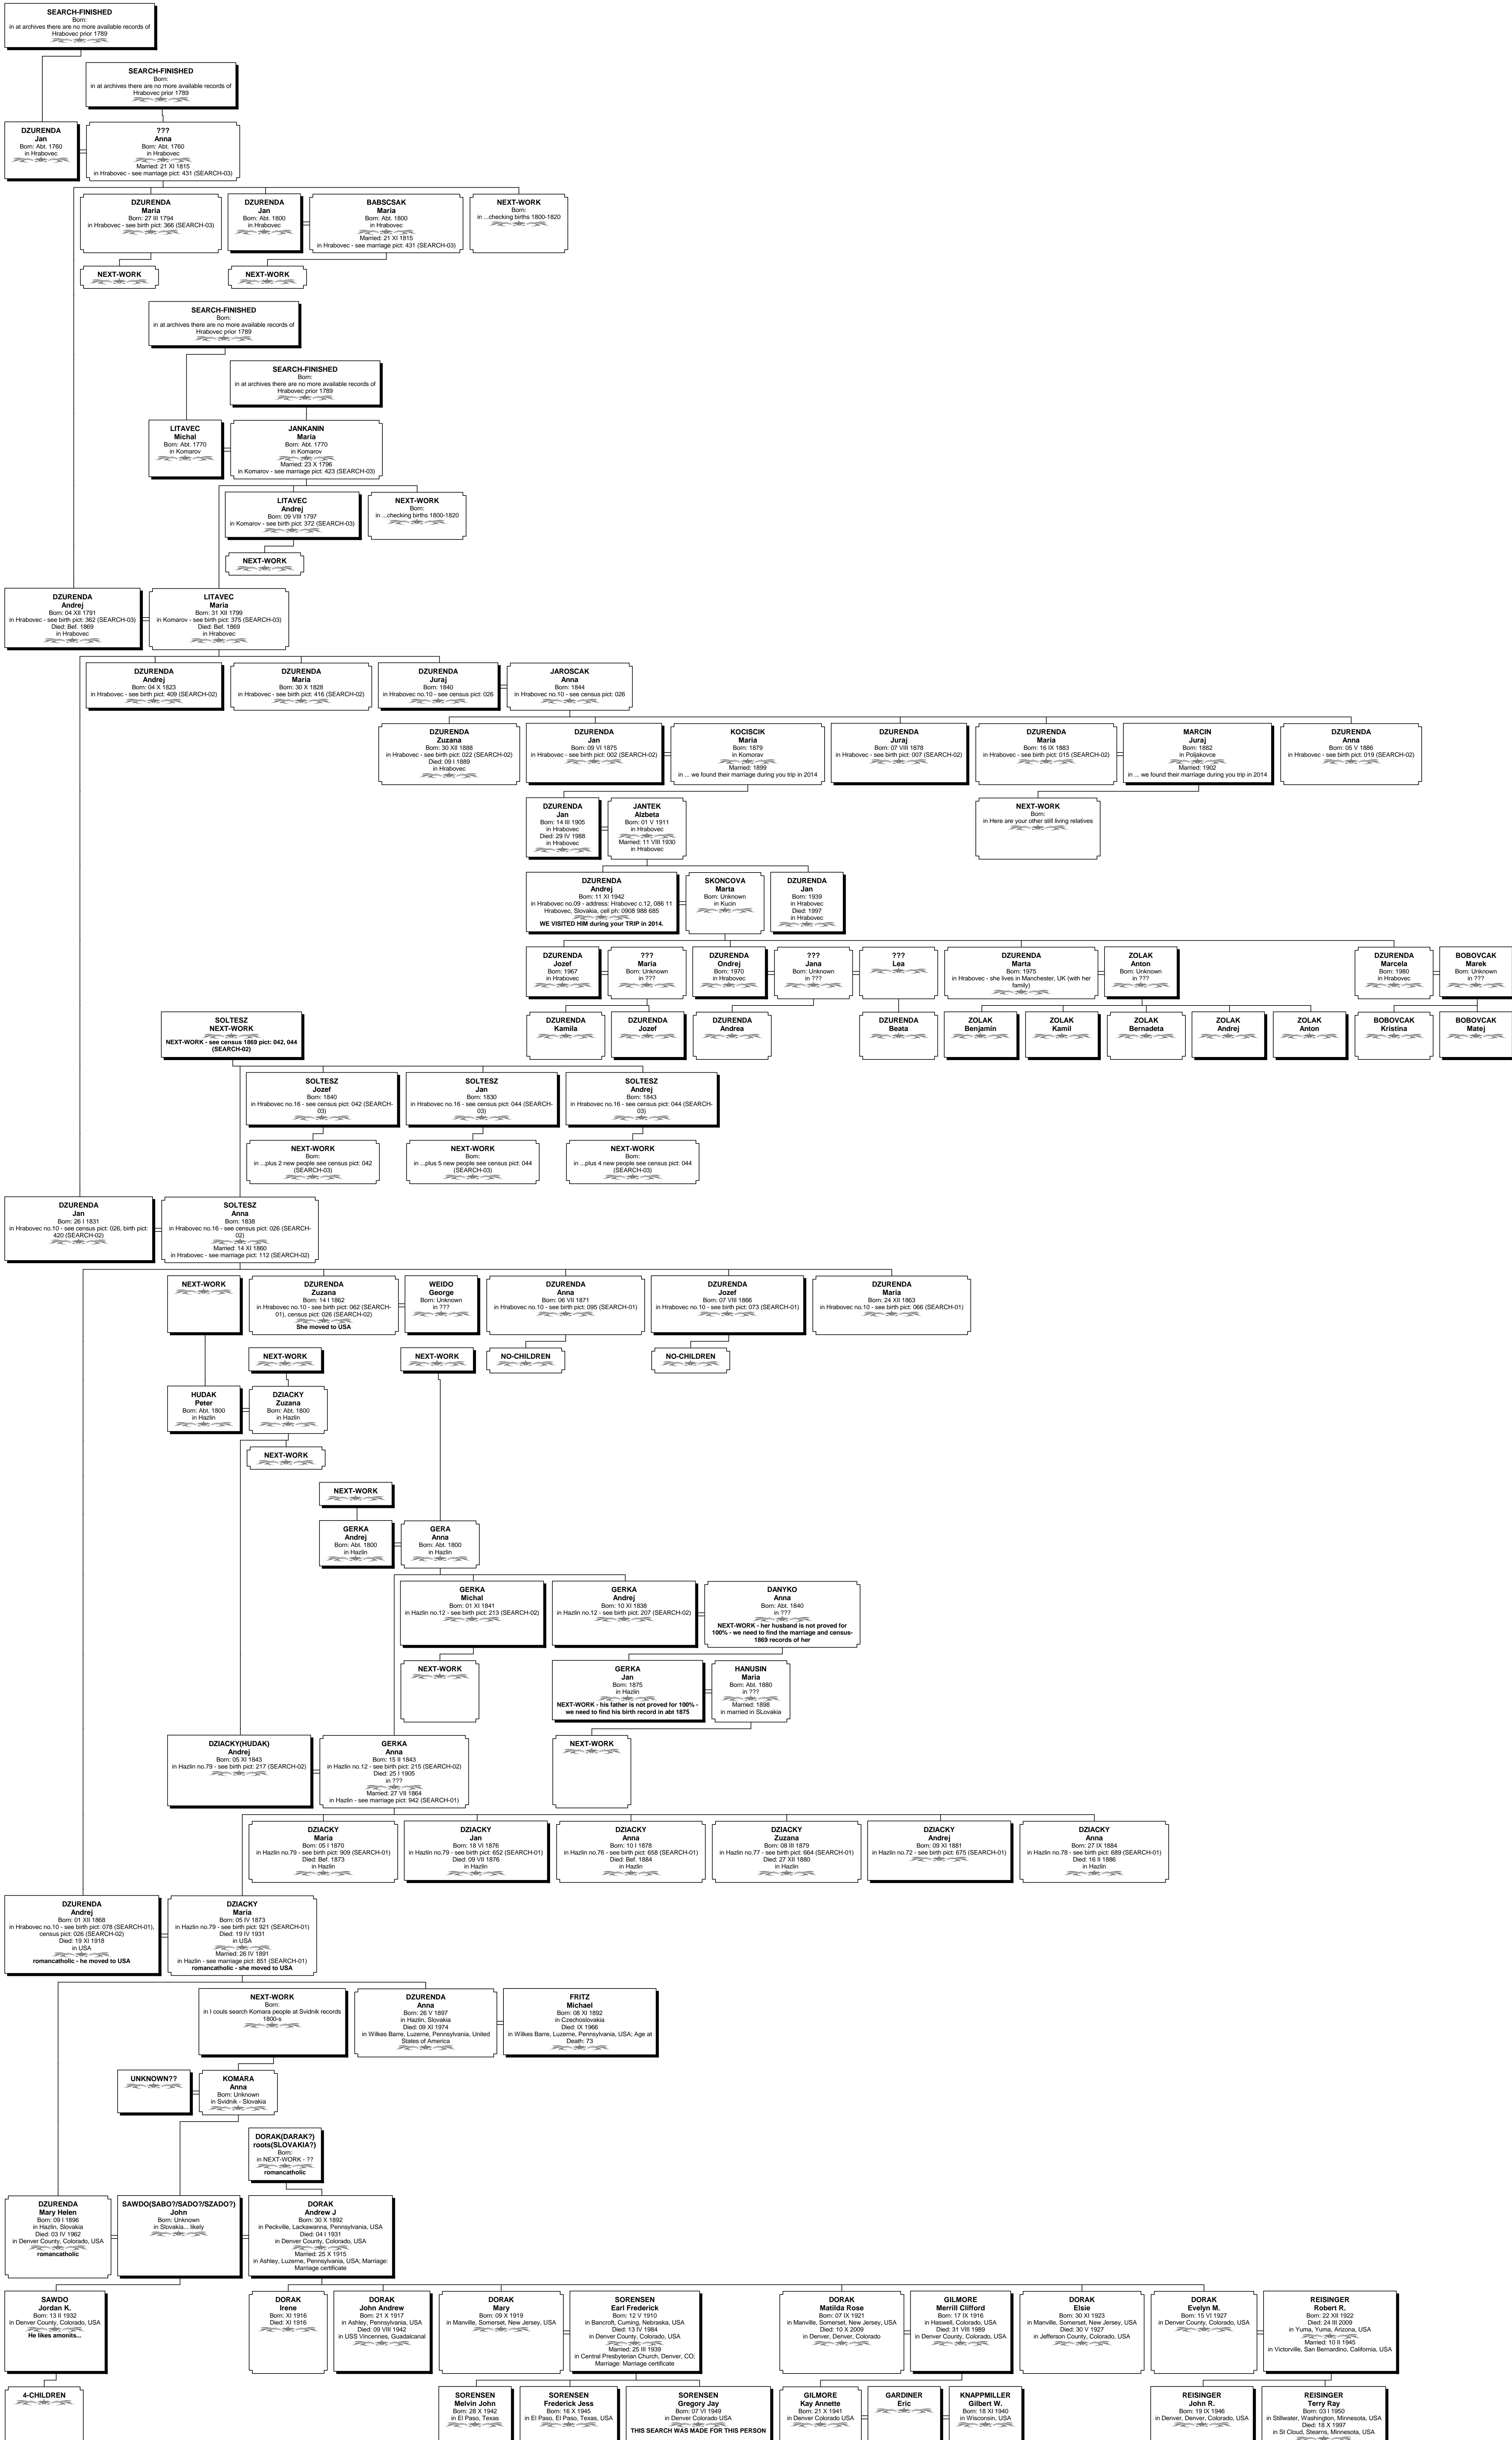 SEARCH-FINISHED
Born:
in at archives there are no more available records of
Hrabovec prior 1789
SEARCH-FINISHED
Born:
in at archives there are no more available records of
Hrabovec prior 1789
DZURENDA
Jan
Born: Abt. 1760
in Hrabovec
???
Anna
Born: Abt. 1760
in Hrabovec
Married: 21 XI 1815
in Hrabovec - see marriage pict: 431 (SEARCH-03)
DZURENDA
Maria
Born: 27 III 1794
in Hrabovec - see birth pict: 366 (SEARCH-03)
DZURENDA
Jan
Born: Abt. 1800
in Hrabovec
BABSCSAK
Maria
Born: Abt. 1800
in Hrabovec
Married: 21 XI 1815
in Hrabovec - see marriage pict: 431 (SEARCH-03)
NEXT-WORK
Born:
in ...checking births 1800-1820
NEXT-WORK
NEXT-WORK
SEARCH-FINISHED
Born:
in at archives there are no more available records of
Hrabovec prior 1789
SEARCH-FINISHED
Born:
in at archives there are no more available records of
Hrabovec prior 1789
LITAVEC
Michal
Born: Abt. 1770
in Komarov
JANKANIN
Maria
Born: Abt. 1770
in Komarov
Married: 23 X 1796
in Komarov - see marriage pict: 423 (SEARCH-03)
LITAVEC
Andrej
Born: 09 VIII 1797
in Komarov - see birth pict: 372 (SEARCH-03)
NEXT-WORK
Born:
in ...checking births 1800-1820
NEXT-WORK
DZURENDA
Andrej
Born: 04 XII 1791
in Hrabovec - see birth pict: 362 (SEARCH-03)
Died: Bef. 1869
in Hrabovec
LITAVEC
Maria
Born: 31 XII 1799
in Komarov - see birth pict: 375 (SEARCH-03)
Died: Bef. 1869
in Hrabovec
DZURENDA
Andrej
Born: 04 X 1823
in Hrabovec - see birth pict: 409 (SEARCH-02)
DZURENDA
Maria
Born: 30 X 1828
in Hrabovec - see birth pict: 416 (SEARCH-02)
DZURENDA
Juraj
Born: 1840
in Hrabovec no.10 - see census pict: 026
JAROSCAK
Anna
Born: 1844
in Hrabovec no.10 - see census pict: 026
DZURENDA
Zuzana
Born: 30 XII 1888
in Hrabovec - see birth pict: 022 (SEARCH-02)
Died: 09 I 1889
in Hrabovec
DZURENDA
Jan
Born: 09 VI 1875
in Hrabovec - see birth pict: 002 (SEARCH-02)
KOCISCIK
Maria
Born: 1879
in Komorav
Married: 1899
in ... we found their marriage during you trip in 2014
DZURENDA
Juraj
Born: 07 VIII 1878
in Hrabovec - see birth pict: 007 (SEARCH-02)
DZURENDA
Maria
Born: 16 IX 1883
in Hrabovec - see birth pict: 015 (SEARCH-02)
MARCIN
Juraj
Born: 1882
in Poljakovce
Married: 1902
in ... we found their marriage during you trip in 2014
DZURENDA
Anna
Born: 05 V 1886
in Hrabovec - see birth pict: 019 (SEARCH-02)
DZURENDA
Jan
Born: 14 III 1905
in Hrabovec
Died: 29 IV 1988
in Hrabovec
JANTEK
Alzbeta
Born: 01 V 1911
in Hrabovec
Married: 11 VIII 1930
in Hrabovec
NEXT-WORK
Born:
in Here are your other still living relatives
DZURENDA
Andrej
Born: 11 XI 1942
in Hrabovec no.09 - address: Hrabovec c.12, 086 11
Hrabovec, Slovakia, cell ph: 0908 988 685
WE VISITED HIM during your TRIP in 2014.
SKONCOVA
Marta
Born: Unknown
in Kucin
DZURENDA
Jan
Born: 1939
in Hrabovec
Died: 1997
in Hrabovec
DZURENDA
Jozef
Born: 1967
in Hrabovec
???
Maria
Born: Unknown
in ???
DZURENDA
Ondrej
Born: 1970
in Hrabovec
???
Jana
Born: Unknown
in ???
???
Lea
DZURENDA
Marta
Born: 1975
in Hrabovec - she lives in Manchester, UK (with her
family)
ZOLAK
Anton
Born: Unknown
in ???
DZURENDA
Marcela
Born: 1980
in Hrabovec
BOBOVCAK
Marek
Born: Unknown
in ???
DZURENDA
Kamila
DZURENDA
Jozef
DZURENDA
Andrea
DZURENDA
Beata
ZOLAK
Benjamin
ZOLAK
Kamil
ZOLAK
Bernadeta
ZOLAK
Andrej
ZOLAK
Anton
BOBOVCAK
Kristina
BOBOVCAK
Matej
SOLTESZ
NEXT-WORK
NEXT-WORK - see census 1869 pict: 042, 044
(SEARCH-02)
SOLTESZ
Jozef
Born: 1840
in Hrabovec no.16 - see census pict: 042 (SEARCH-
03)
SOLTESZ
Jan
Born: 1830
in Hrabovec no.16 - see census pict: 044 (SEARCH-
03)
SOLTESZ
Andrej
Born: 1843
in Hrabovec no.16 - see census pict: 044 (SEARCH-
03)
NEXT-WORK
Born:
in ...plus 2 new people see census pict: 042
(SEARCH-03)
NEXT-WORK
Born:
in ...plus 5 new people see census pict: 044
(SEARCH-03)
NEXT-WORK
Born:
in ...plus 4 new people see census pict: 044
(SEARCH-03)
DZURENDA
Jan
Born: 26 I 1831
in Hrabovec no.10 - see census pict: 026, birth pict:
420 (SEARCH-02)
SOLTESZ
Anna
Born: 1838
in Hrabovec no.16 - see census pict: 026 (SEARCH-
02)
Married: 14 XI 1860
in Hrabovec - see marriage pict: 112 (SEARCH-02)
NEXT-WORK
DZURENDA
Zuzana
Born: 14 I 1862
in Hrabovec no.10 - see birth pict: 062 (SEARCH-
01), census pict: 026 (SEARCH-02)
She moved to USA
WEIDO
George
Born: Unknown
in ???
DZURENDA
Anna
Born: 06 VII 1871
in Hrabovec no.10 - see birth pict: 095 (SEARCH-01)
DZURENDA
Jozef
Born: 07 VIII 1866
in Hrabovec no.10 - see birth pict: 073 (SEARCH-01)
DZURENDA
Maria
Born: 24 XII 1863
in Hrabovec no.10 - see birth pict: 066 (SEARCH-01)
NEXT-WORK
NEXT-WORK
NO-CHILDREN
NO-CHILDREN
HUDAK
Peter
Born: Abt. 1800
in Hazlin
DZIACKY
Zuzana
Born: Abt. 1800
in Hazlin
NEXT-WORK
NEXT-WORK
GERKA
Andrej
Born: Abt. 1800
in Hazlin
GERA
Anna
Born: Abt. 1800
in Hazlin
GERKA
Michal
Born: 01 XI 1841
in Hazlin no.12 - see birth pict: 213 (SEARCH-02)
GERKA
Andrej
Born: 10 XI 1838
in Hazlin no.12 - see birth pict: 207 (SEARCH-02)
DANYKO
Anna
Born: Abt. 1840
in ???
NEXT-WORK - her husband is not proved for
100% - we need to find the marriage and census-
1869 records of her
NEXT-WORK
GERKA
Jan
Born: 1875
in Hazlin
NEXT-WORK - his father is not proved for 100% -
we need to find his birth record in abt 1875
HANUSIN
Maria
Born: Abt. 1880
in ???
Married: 1898
in married in SLovakia
DZIACKY(HUDAK)
Andrej
Born: 05 XI 1843
in Hazlin no.79 - see birth pict: 217 (SEARCH-02)
GERKA
Anna
Born: 15 II 1843
in Hazlin no.12 - see birth pict: 215 (SEARCH-02)
Died: 25 I 1905
in ???
Married: 27 VII 1864
in Hazlin - see marriage pict: 942 (SEARCH-01)
NEXT-WORK
DZIACKY
Maria
Born: 05 I 1870
in Hazlin no.79 - see birth pict: 909 (SEARCH-01)
Died: Bef. 1873
in Hazlin
DZIACKY
Jan
Born: 18 VI 1876
in Hazlin no.79 - see birth pict: 652 (SEARCH-01)
Died: 09 VII 1876
in Hazlin
DZIACKY
Anna
Born: 10 I 1878
in Hazlin no.76 - see birth pict: 658 (SEARCH-01)
Died: Bef. 1884
in Hazlin
DZIACKY
Zuzana
Born: 08 III 1879
in Hazlin no.77 - see birth pict: 664 (SEARCH-01)
Died: 27 XII 1880
in Hazlin
DZIACKY
Andrej
Born: 09 XI 1881
in Hazlin no.72 - see birth pict: 675 (SEARCH-01)
DZIACKY
Anna
Born: 27 IX 1884
in Hazlin no.78 - see birth pict: 689 (SEARCH-01)
Died: 16 II 1886
in Hazlin
DZURENDA
Andrej
Born: 01 XII 1868
in Hrabovec no.10 - see birth pict: 078 (SEARCH-01),
census pict: 026 (SEARCH-02)
Died: 19 XI 1918
in USA
romancatholic - he moved to USA
DZIACKY
Maria
Born: 05 IV 1873
in Hazlin no.79 - see birth pict: 921 (SEARCH-01)
Died: 19 IV 1931
in USA
Married: 26 IV 1891
in Hazlin - see marriage pict: 851 (SEARCH-01)
romancatholic - she moved to USA
NEXT-WORK
Born:
in I couls search Komara people at Svidnik records
1800-s
DZURENDA
Anna
Born: 26 V 1897
in Hazlin, Slovakia
Died: 09 XI 1974
in Wilkes Barre, Luzerne, Pennsylvania, United
States of America
FRITZ
Michael
Born: 08 XI 1892
in Czechoslovakia
Died: IX 1966
in Wilkes Barre, Luzerne, Pennsylvania, USA; Age at
Death: 73
UNKNOWN??
KOMARA
Anna
Born: Unknown
in Svidnik - Slovakia
DORAK(DARAK?)
roots(SLOVAKIA?)
Born:
in NEXT-WORK - ??
romancatholic
DZURENDA
Mary Helen
Born: 09 I 1896
in Hazlin, Slovakia
Died: 03 IV 1962
in Denver County, Colorado, USA
romancatholic
SAWDO(SABO?/SADO?/SZADO?)
John
Born: Unknown
in Slovakia... likely
DORAK
Andrew J
Born: 30 X 1892
in Peckville, Lackawanna, Pennsylvania, USA
Died: 04 I 1931
in Denver County, Colorado, USA
Married: 25 X 1915
in Ashley, Luzerne, Pennsylvania, USA; Marriage:
Marriage certificate
SAWDO
Jordan K.
Born: 13 II 1932
in Denver County, Colorado, USA
He likes amonits...
DORAK
Irene
Born: XI 1916
Died: XI 1916
DORAK
John Andrew
Born: 21 X 1917
in Ashley, Pennsylvania, USA
Died: 09 VIII 1942
in USS Vincennes, Guadalcanal
DORAK
Mary
Born: 09 X 1919
in Manville, Somerset, New Jersey, USA
SORENSEN
Earl Frederick
Born: 12 V 1910
in Bancroft, Cuming, Nebraska, USA
Died: 13 IV 1984
in Denver County, Colorado, USA
Married: 25 III 1939
in Central Presbyterian Church, Denver, CO;
Marriage: Marriage certificate
DORAK
Matilda Rose
Born: 07 IX 1921
in Manville, Somerset, New Jersey, USA
Died: 10 X 2009
in Denver, Denver, Colorado
GILMORE
Merrill Clifford
Born: 17 IX 1916
in Haswell, Colorado, USA
Died: 31 VIII 1989
in Denver County, Colorado, USA
DORAK
Elsie
Born: 30 XI 1923
in Manville, Somerset, New Jersey, USA
Died: 30 V 1927
in Jefferson County, Colorado, USA
DORAK
Evelyn M.
Born: 15 VI 1927
in Denver County, Colorado, USA
REISINGER
Robert R.
Born: 22 XII 1922
Died: 24 III 2009
in Yuma, Yuma, Arizona, USA
Married: 10 II 1945
in Victorville, San Bernardino, California, USA
4-CHILDREN
SORENSEN
Melvin John
Born: 28 X 1942
in El Paso, Texas
SORENSEN
Frederick Jess
Born: 16 X 1945
in El Paso, El Paso, Texas, USA
SORENSEN
Gregory Jay
Born: 07 VI 1949
in Denver Colorado USA
THIS SEARCH WAS MADE FOR THIS PERSON
GILMORE
Kay Annette
Born: 21 X 1941
in Denver Colorado USA
GARDINER
Eric
KNAPPMILLER
Gilbert W.
Born: 18 XI 1940
in Wisconsin, USA
REISINGER
John R.
Born: 19 IX 1946
in Denver, Denver, Colorado, USA
REISINGER
Terry Ray
Born: 03 I 1950
in Stillwater, Washington, Minnesota, USA
Died: 18 X 1997
in St Cloud, Stearns, Minnesota, USA